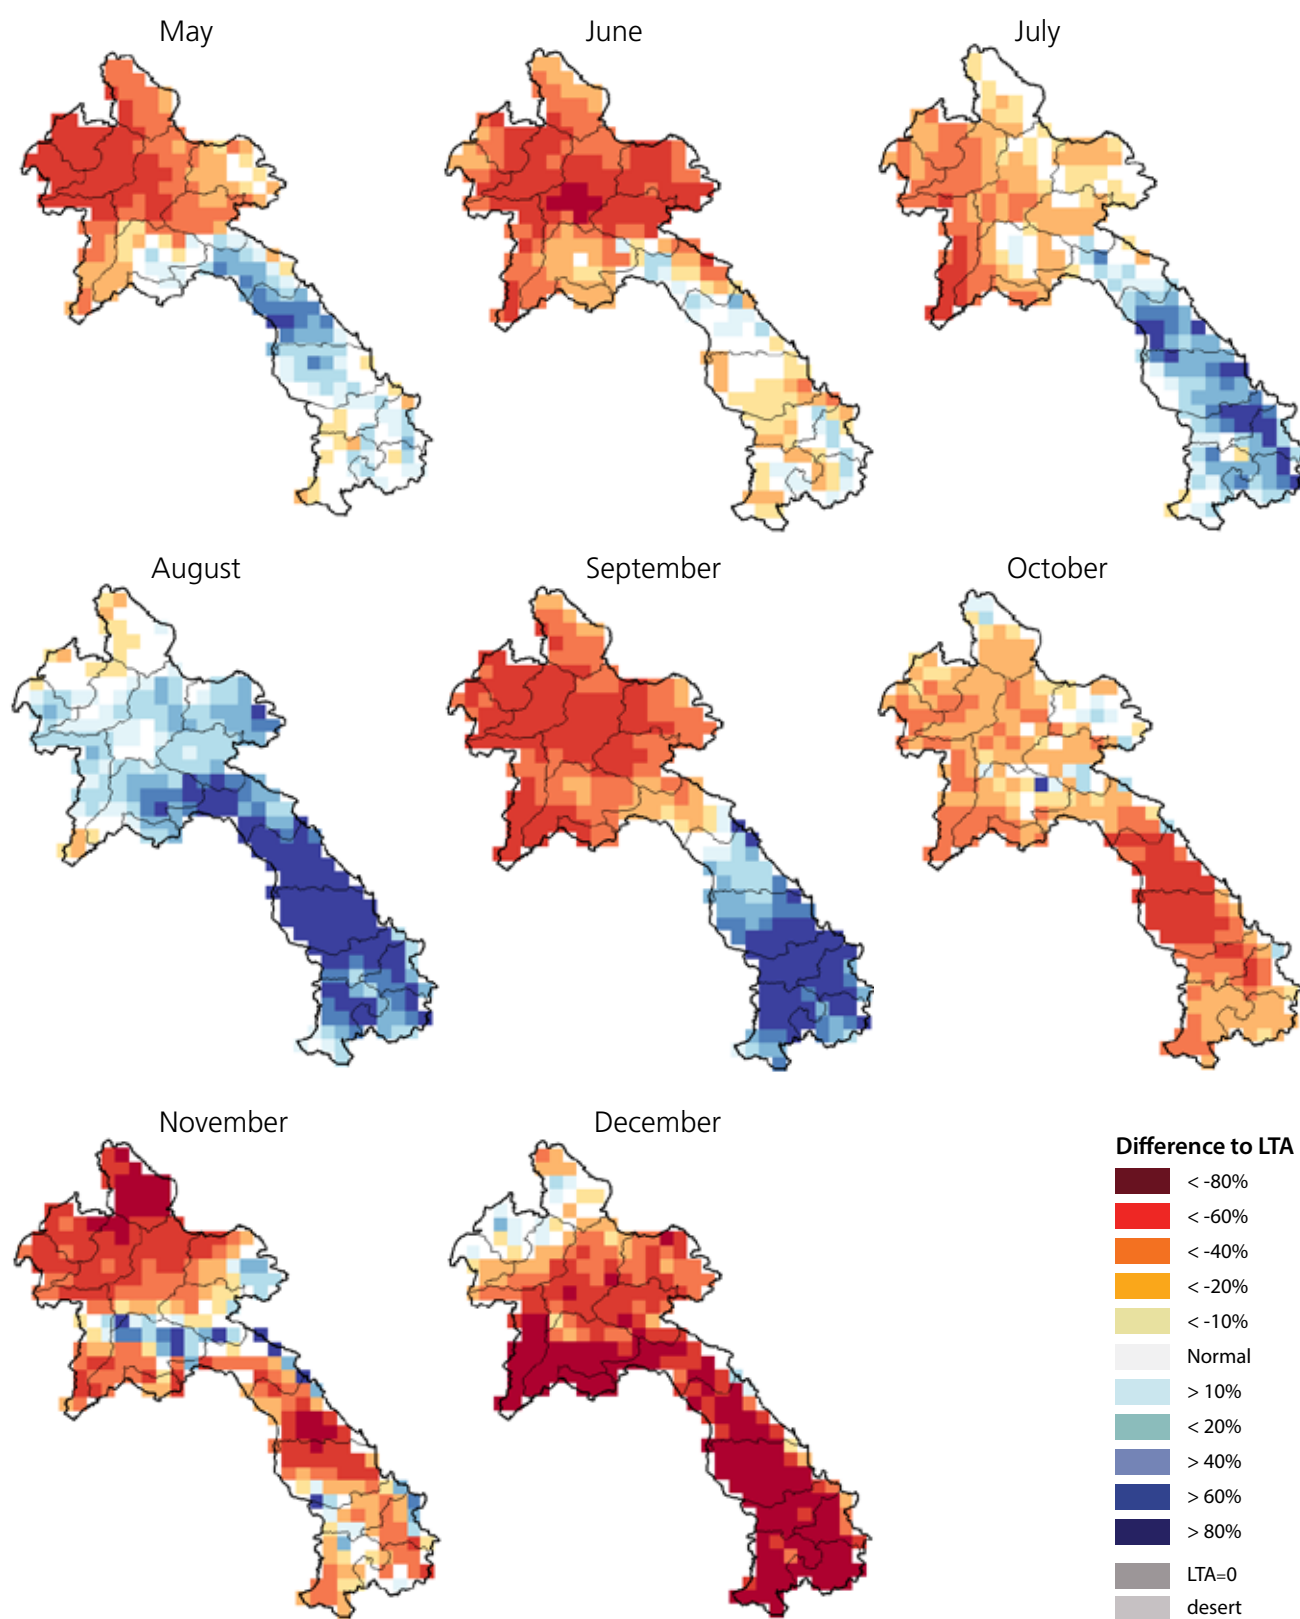 May
June
July
August
September
October
November
December
Difference to LTA
< -80%
< -60%
< -40%
< -20%
< -10%
Normal
> 10%
< 20%
> 40%
> 60%
> 80%
LTA=0
desert